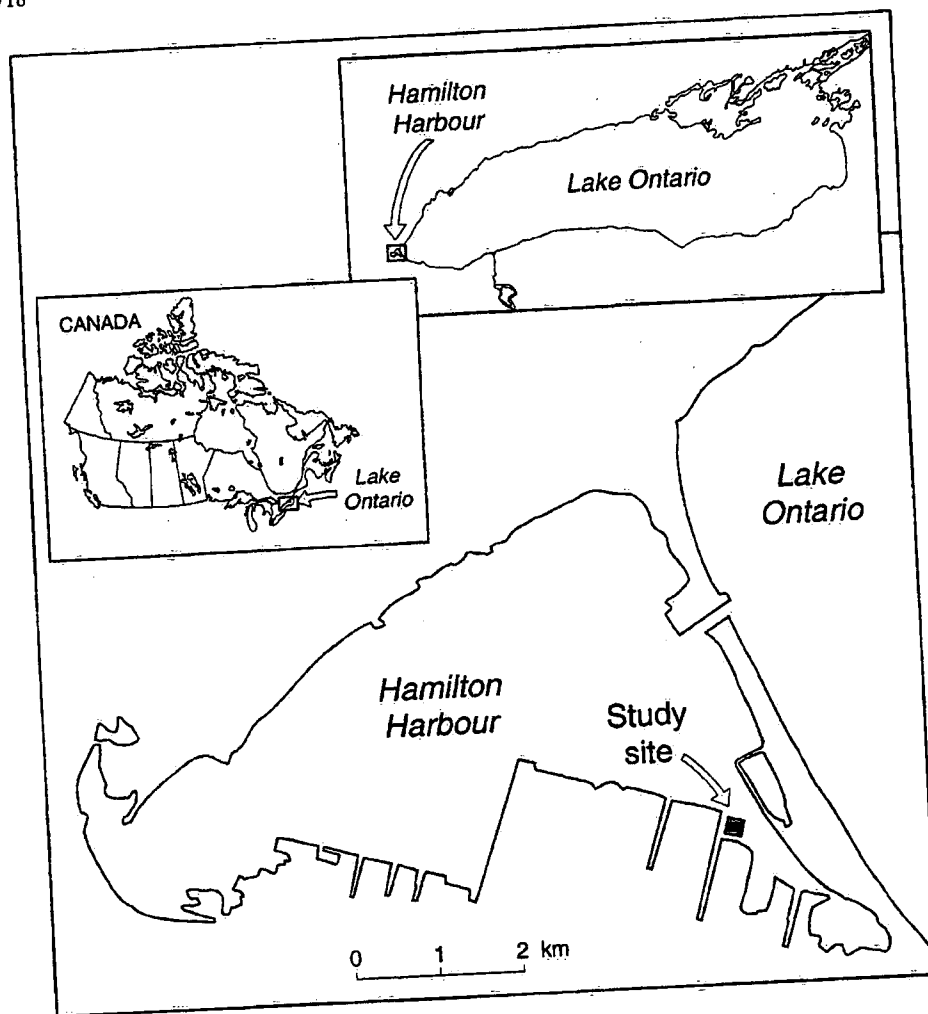 Hamilton
Harbour
Lake Ontario
CANADA
Lake
Ontario
Lake
Ontario
Hamilton
Harbour
Study
site
0 1 2 km